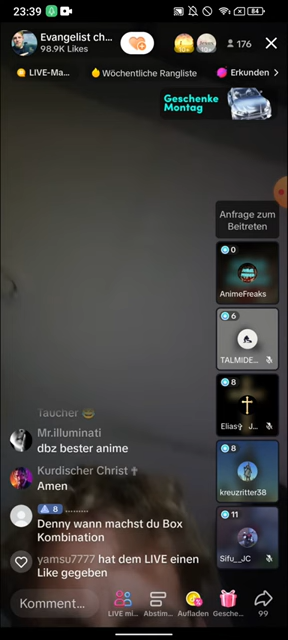 23:39
84
Evangelist ch...
98.9K Likes
176
LIVE-Ma...
Wöchentliche Rangliste
Erkunden
Geschenke
Montag
Anfrage zum
Beitreten
0
AnimeFreaks
6
TALMIDE...
8
Elias✞ J...
8
kreuzritter38
11
Sifu_JC
Taucher 😄
Mr.illuminati
dbz bester anime
Kurdischer Christ ✝
Amen
8 .........
Denny wann machst du Box
Kombination
yamsu7777 hat dem LIVE einen
Like gegeben
Komment...
LIVE mi...
Abstim...
Aufladen
Gesche...
99